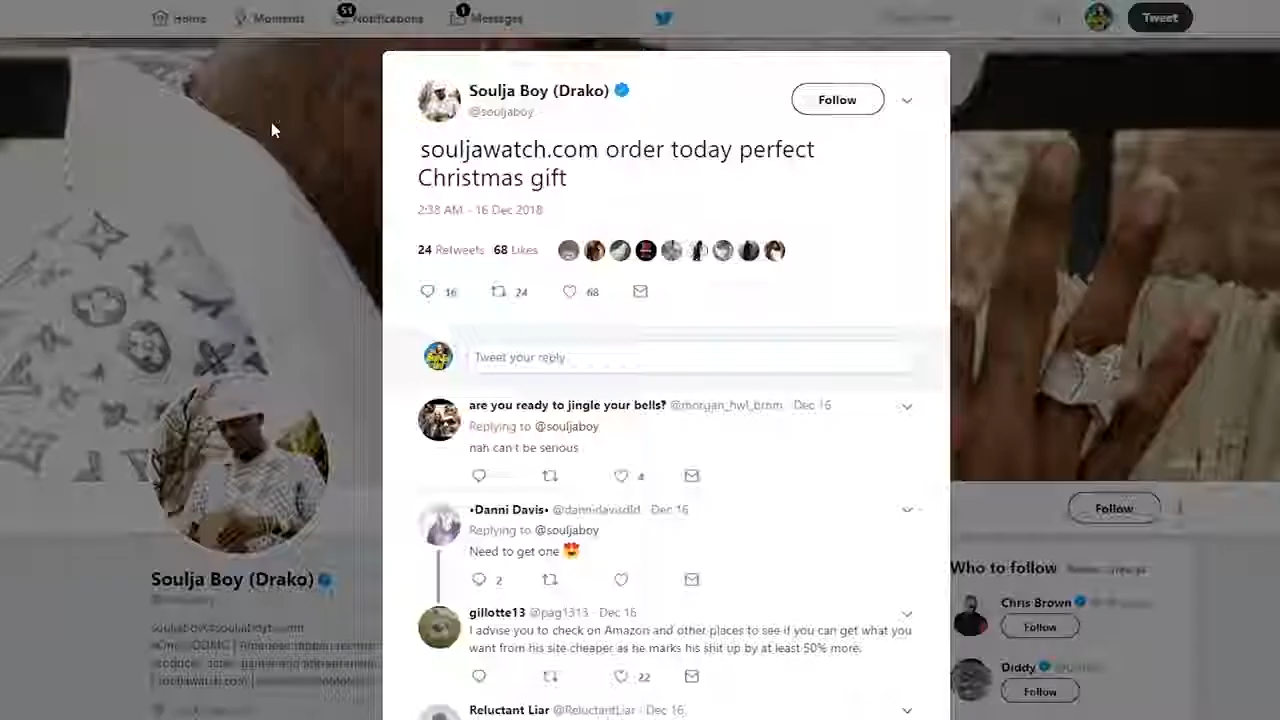 Home
Moments
51
Notifications
1
Messages
Tweet
Soulja Boy (Drako)
@souljaboy
Follow
souljawatch.com order today perfect
Christmas gift
2:38 AM - 16 Dec 2018
24 Retweets 68 Likes
16
24
68
Tweet your reply
are you ready to jingle your bells? @morgan_hwl_bmm · Dec 16
Replying to @souljaboy
nah can't be serious
4
•Danni Davis• · Dec 16
Replying to @souljaboy
Need to get one 😍
2
gillotte13 @pag1313 · Dec 16
I advise you to check on Amazon and other places to see if you can get what you
want from his site cheaper as he marks his shit up by at least 50% more.
22
Reluctant Liar @ReluctantLiar · Dec 16
Soulja Boy (Drako)
souljawatch.com |
Follow
Who to follow
Chris Brown
Follow
Diddy
Follow